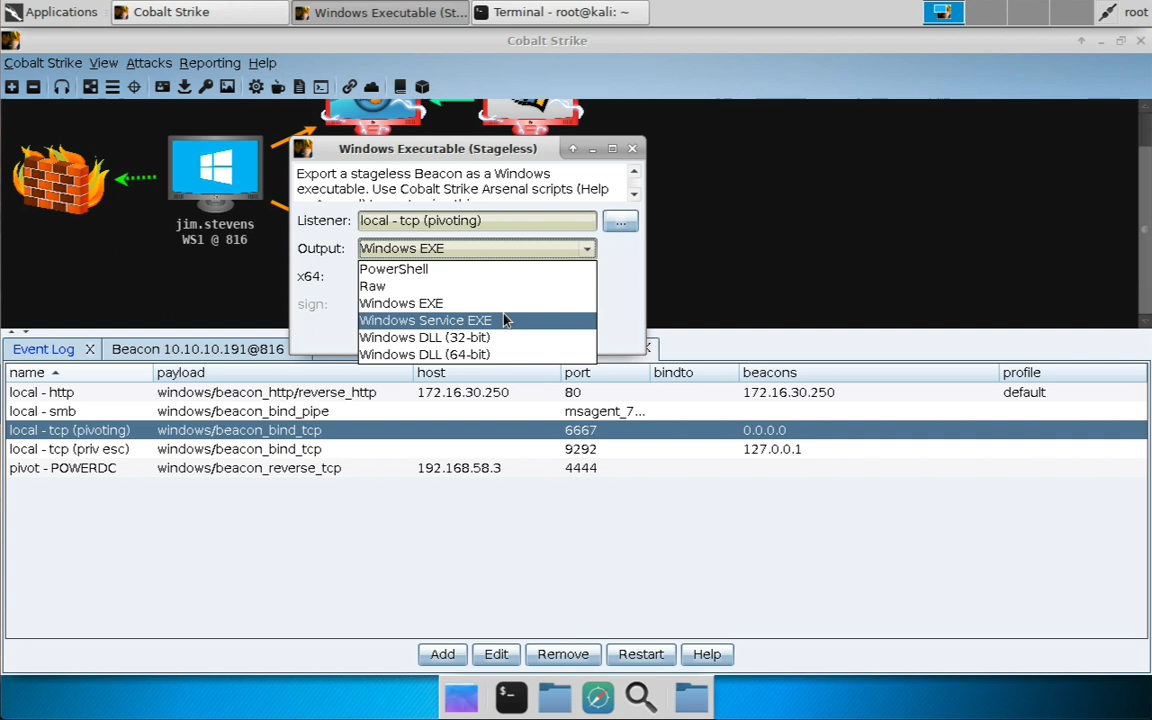 Applications
Cobalt Strike
Windows Executable (St...
Terminal - root@kali: ~
root
Cobalt Strike
Cobalt Strike View Attacks Reporting Help
jim.stevens
WS1 @ 816
Windows Executable (Stageless)
Export a stageless Beacon as a Windows
executable. Use Cobalt Strike Arsenal scripts (Help
Listener: local - tcp (pivoting) ...
Output: Windows EXE
x64:
sign:
PowerShell
Raw
Windows EXE
Windows Service EXE
Windows DLL (32-bit)
Windows DLL (64-bit)
Event Log X Beacon 10.10.10.191@816
name payload host port bindto beacons profile
local - http windows/beacon_http/reverse_http 172.16.30.250 80 172.16.30.250 default
local - smb windows/beacon_bind_pipe msagent_7...
local - tcp (pivoting) windows/beacon_bind_tcp 6667 0.0.0.0
local - tcp (priv esc) windows/beacon_bind_tcp 9292 127.0.0.1
pivot - POWERDC windows/beacon_reverse_tcp 192.168.58.3 4444
Add Edit Remove Restart Help